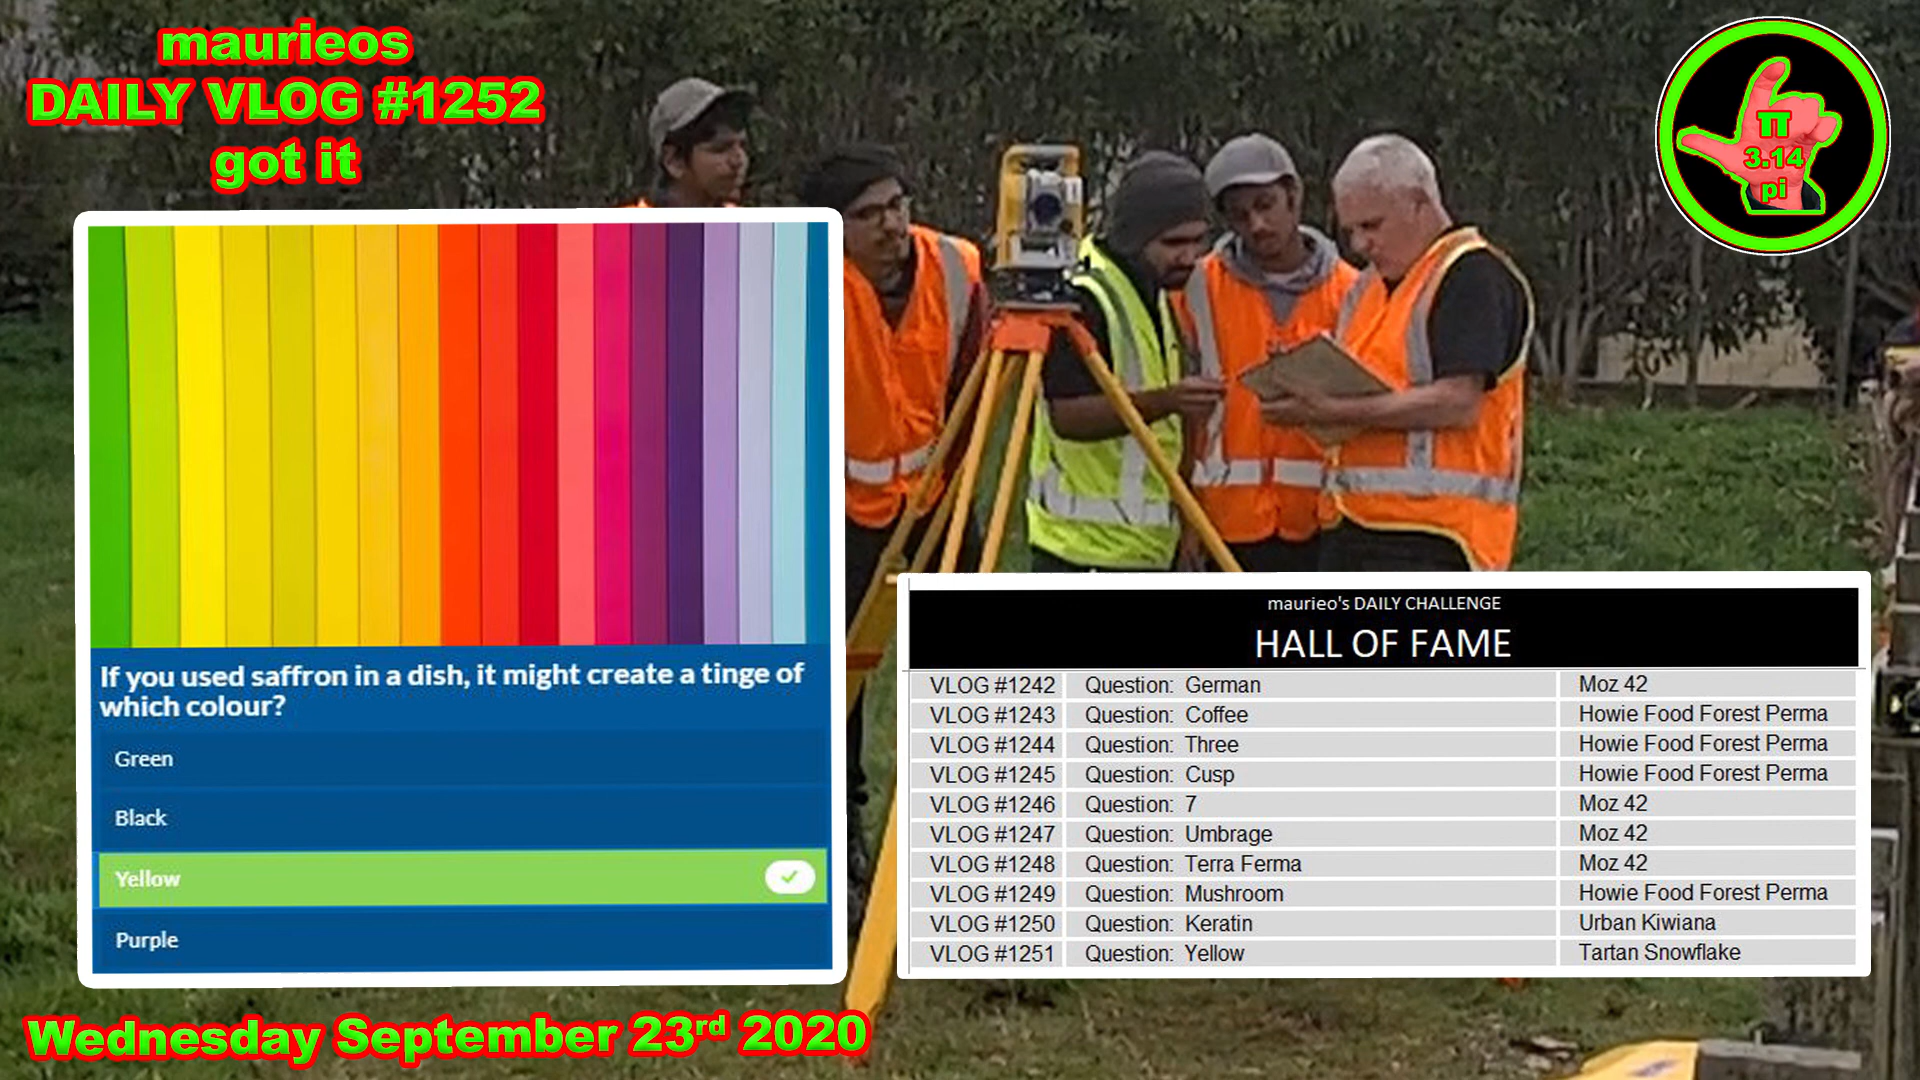 maurieos
DAILY VLOG #1252
got it
π
3.14
pi
If you used saffron in a dish, it might create a tinge of
which colour?
Green
Black
Yellow
Purple
maurieo's DAILY CHALLENGE
HALL OF FAME
VLOG #1242 Question: German Moz 42
VLOG #1243 Question: Coffee Howie Food Forest Perma
VLOG #1244 Question: Three Howie Food Forest Perma
VLOG #1245 Question: Cusp Howie Food Forest Perma
VLOG #1246 Question: 7 Moz 42
VLOG #1247 Question: Umbrage Moz 42
VLOG #1248 Question: Terra Ferma Moz 42
VLOG #1249 Question: Mushroom Howie Food Forest Perma
VLOG #1250 Question: Keratin Urban Kiwiana
VLOG #1251 Question: Yellow Tartan Snowflake
Wednesday September 23rd 2020